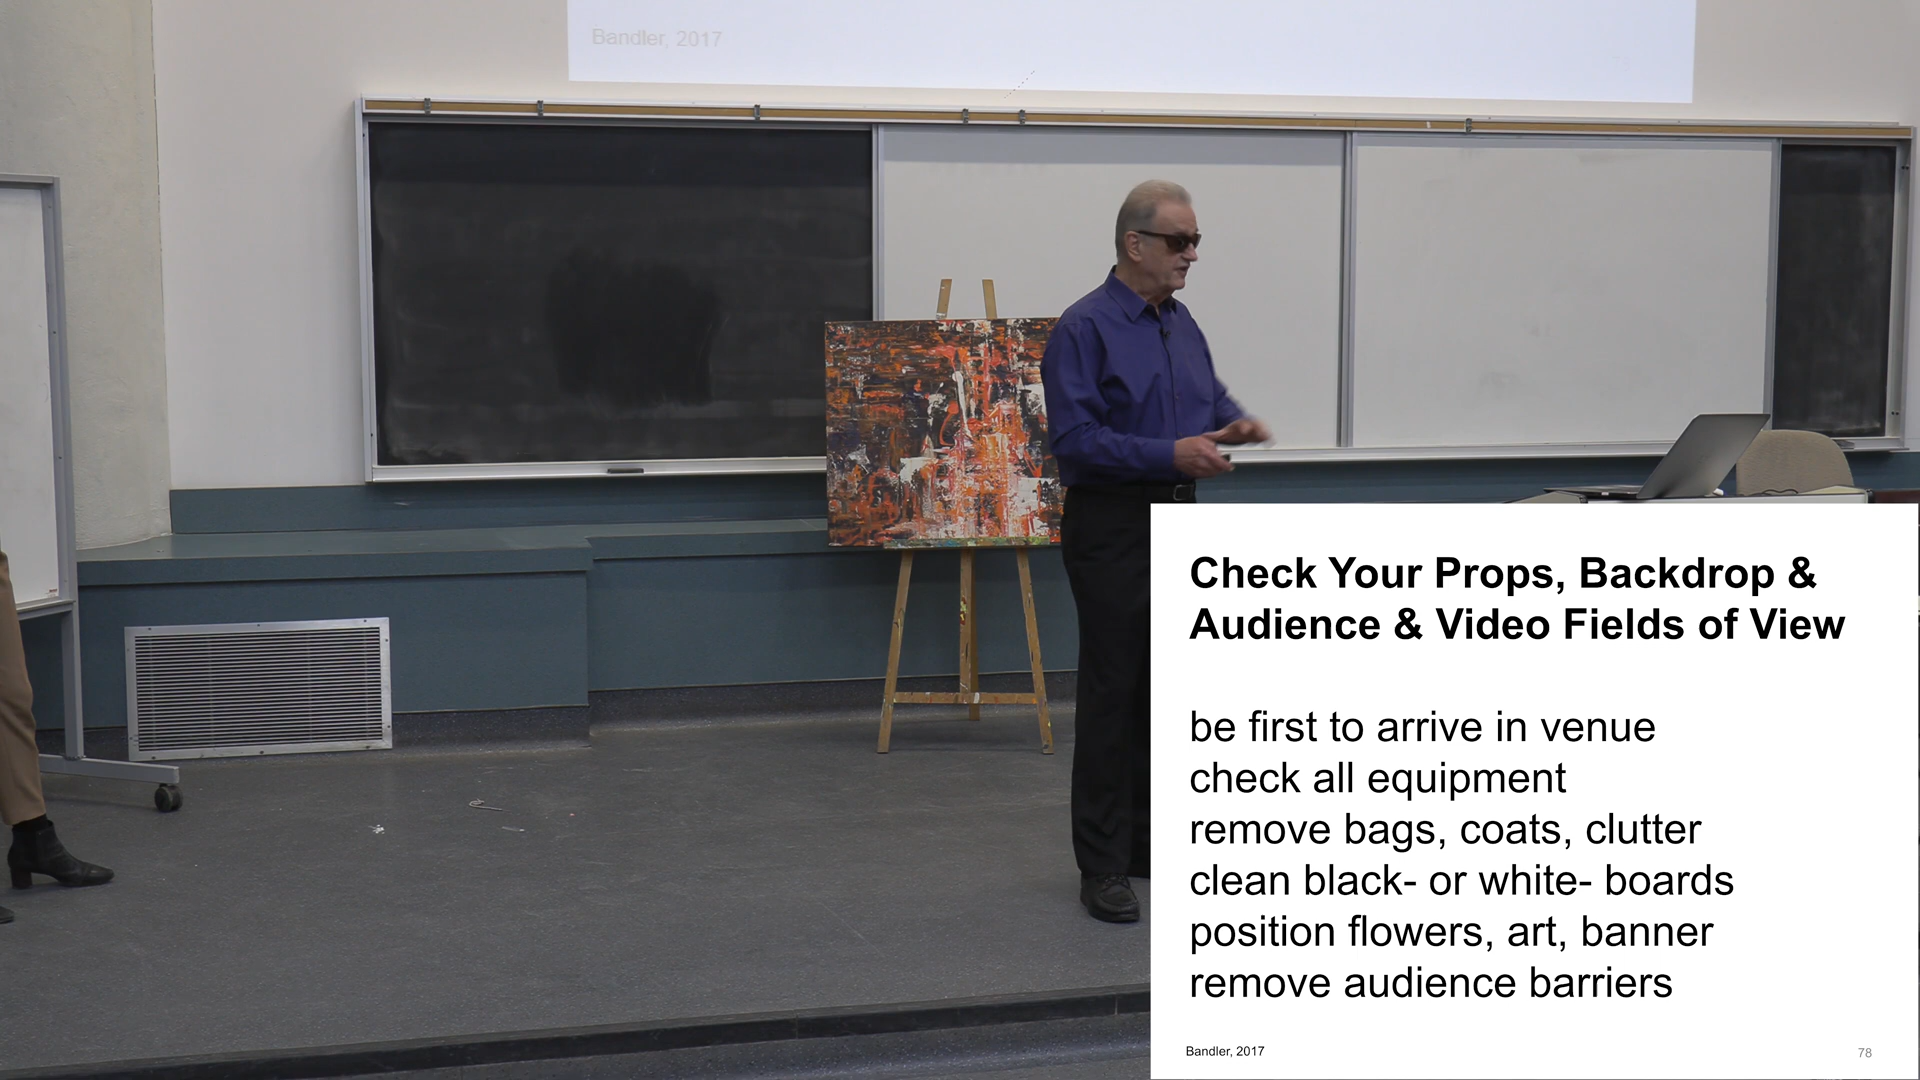 Bandler, 2017
Check Your Props, Backdrop &
Audience & Video Fields of View
be first to arrive in venue
check all equipment
remove bags, coats, clutter
clean black- or white- boards
position flowers, art, banner
remove audience barriers
Bandler, 2017
78